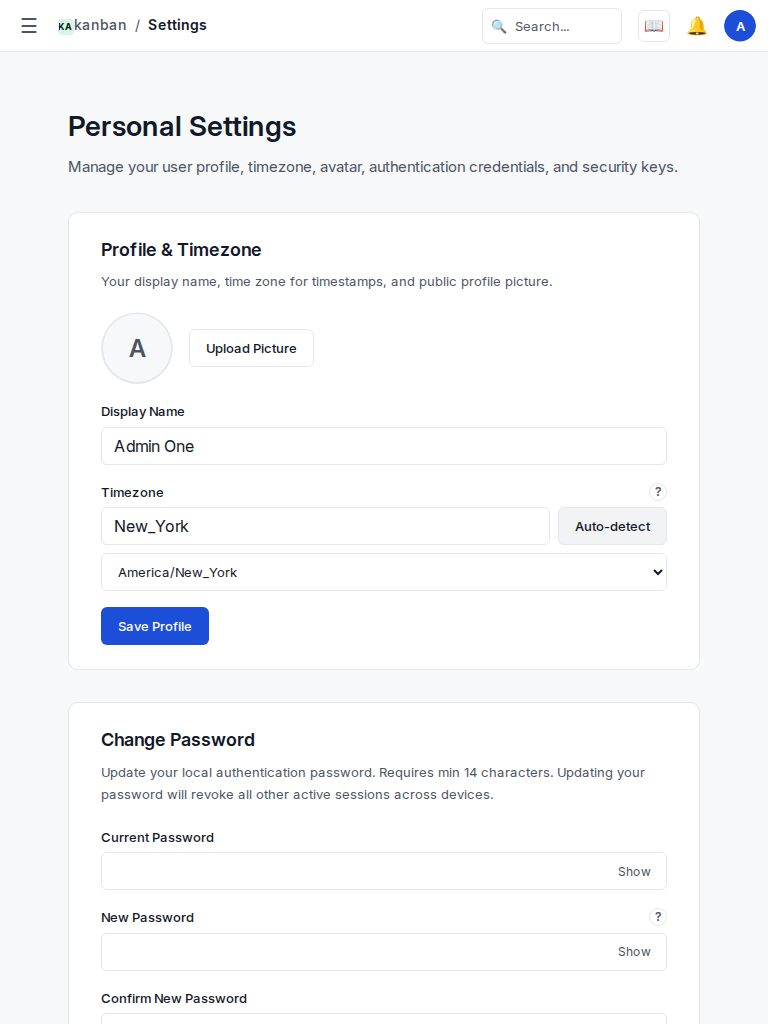 ☰ KA kanban / Settings 🔍 Search... 📖 🔔 A
Personal Settings
Manage your user profile, timezone, avatar, authentication credentials, and security keys.
Profile & Timezone
Your display name, time zone for timestamps, and public profile picture.
A Upload Picture
Display Name
Admin One
Timezone ?
New_York Auto-detect
America/New_York
Save Profile
Change Password
Update your local authentication password. Requires min 14 characters. Updating your
password will revoke all other active sessions across devices.
Current Password
Show
New Password ?
Show
Confirm New Password